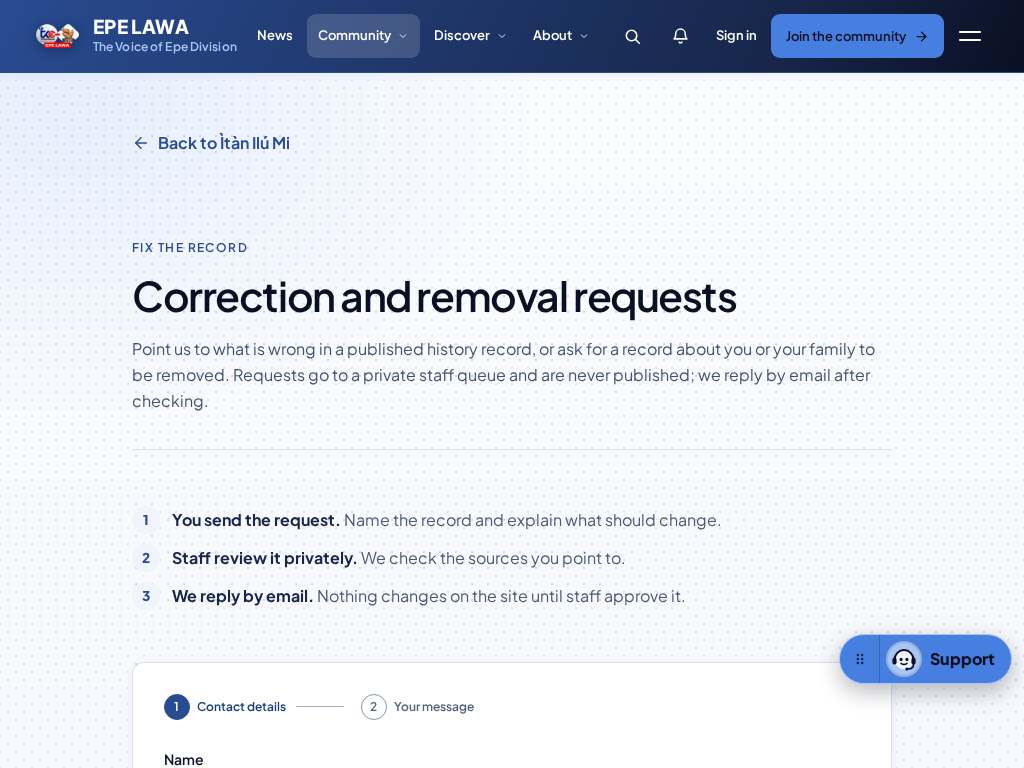 EPE LAWA
The Voice of Epe Division
News
Community
Discover
About
Sign in
Join the community
Back to Ìtàn Ilú Mi
FIX THE RECORD
Correction and removal requests
Point us to what is wrong in a published history record, or ask for a record about you or your family to
be removed. Requests go to a private staff queue and are never published; we reply by email after
checking.
1 You send the request. Name the record and explain what should change.
2 Staff review it privately. We check the sources you point to.
3 We reply by email. Nothing changes on the site until staff approve it.
Support
1 Contact details
2 Your message
Name